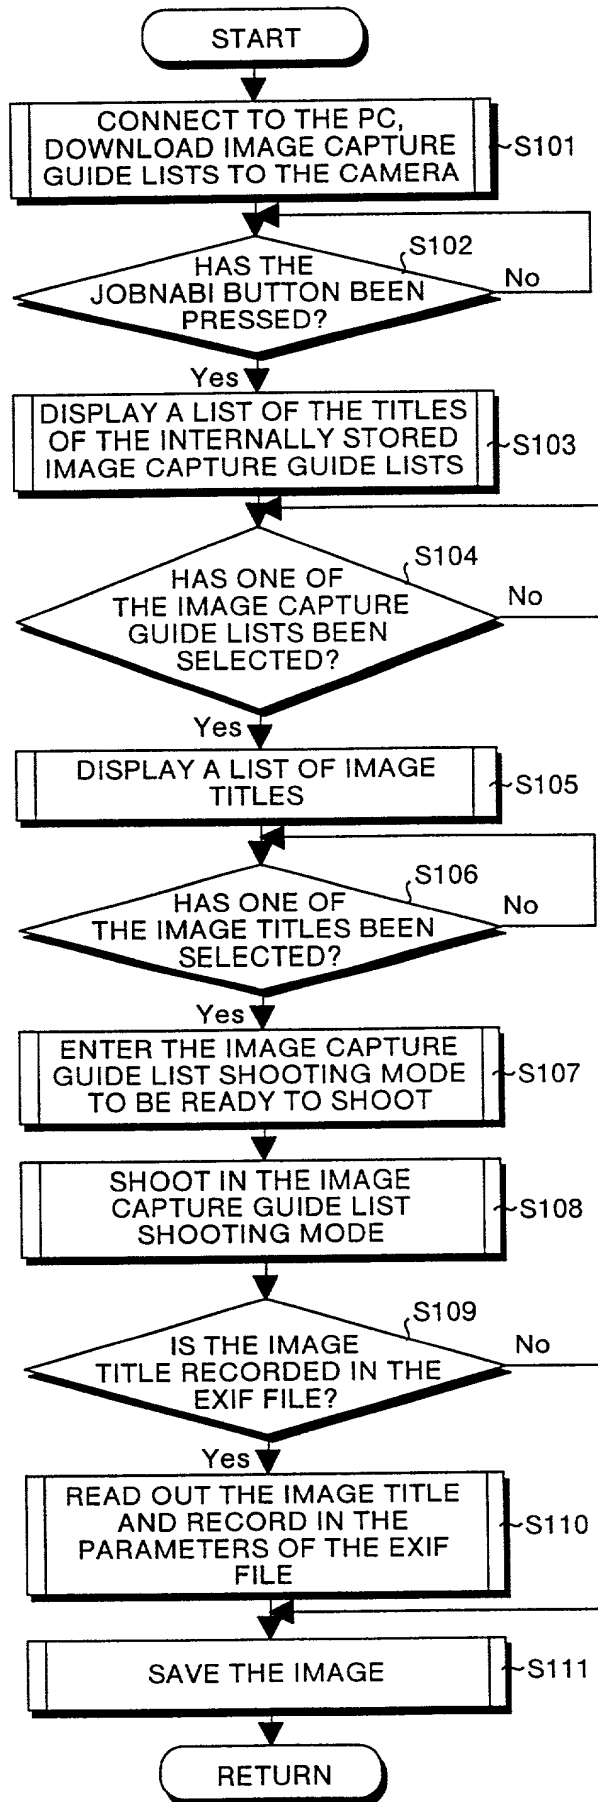 START
CONNECT TO THE PC,
DOWNLOAD IMAGE CAPTURE
GUIDE LISTS TO THE CAMERA
S101
S102
HAS THE
JOBNABI BUTTON BEEN
PRESSED?
No
Yes
DISPLAY A LIST OF THE TITLES
OF THE INTERNALLY STORED
IMAGE CAPTURE GUIDE LISTS
S103
S104
HAS ONE OF
THE IMAGE CAPTURE
GUIDE LISTS BEEN
SELECTED?
No
Yes
DISPLAY A LIST OF IMAGE
TITLES
S105
S106
HAS ONE OF
THE IMAGE TITLES BEEN
SELECTED?
No
Yes
ENTER THE IMAGE CAPTURE
GUIDE LIST SHOOTING MODE
TO BE READY TO SHOOT
S107
SHOOT IN THE IMAGE
CAPTURE GUIDE LIST
SHOOTING MODE
S108
S109
IS THE IMAGE
TITLE RECORDED IN THE
EXIF FILE?
No
Yes
READ OUT THE IMAGE TITLE
AND RECORD IN THE
PARAMETERS OF THE EXIF
FILE
S110
SAVE THE IMAGE
S111
RETURN